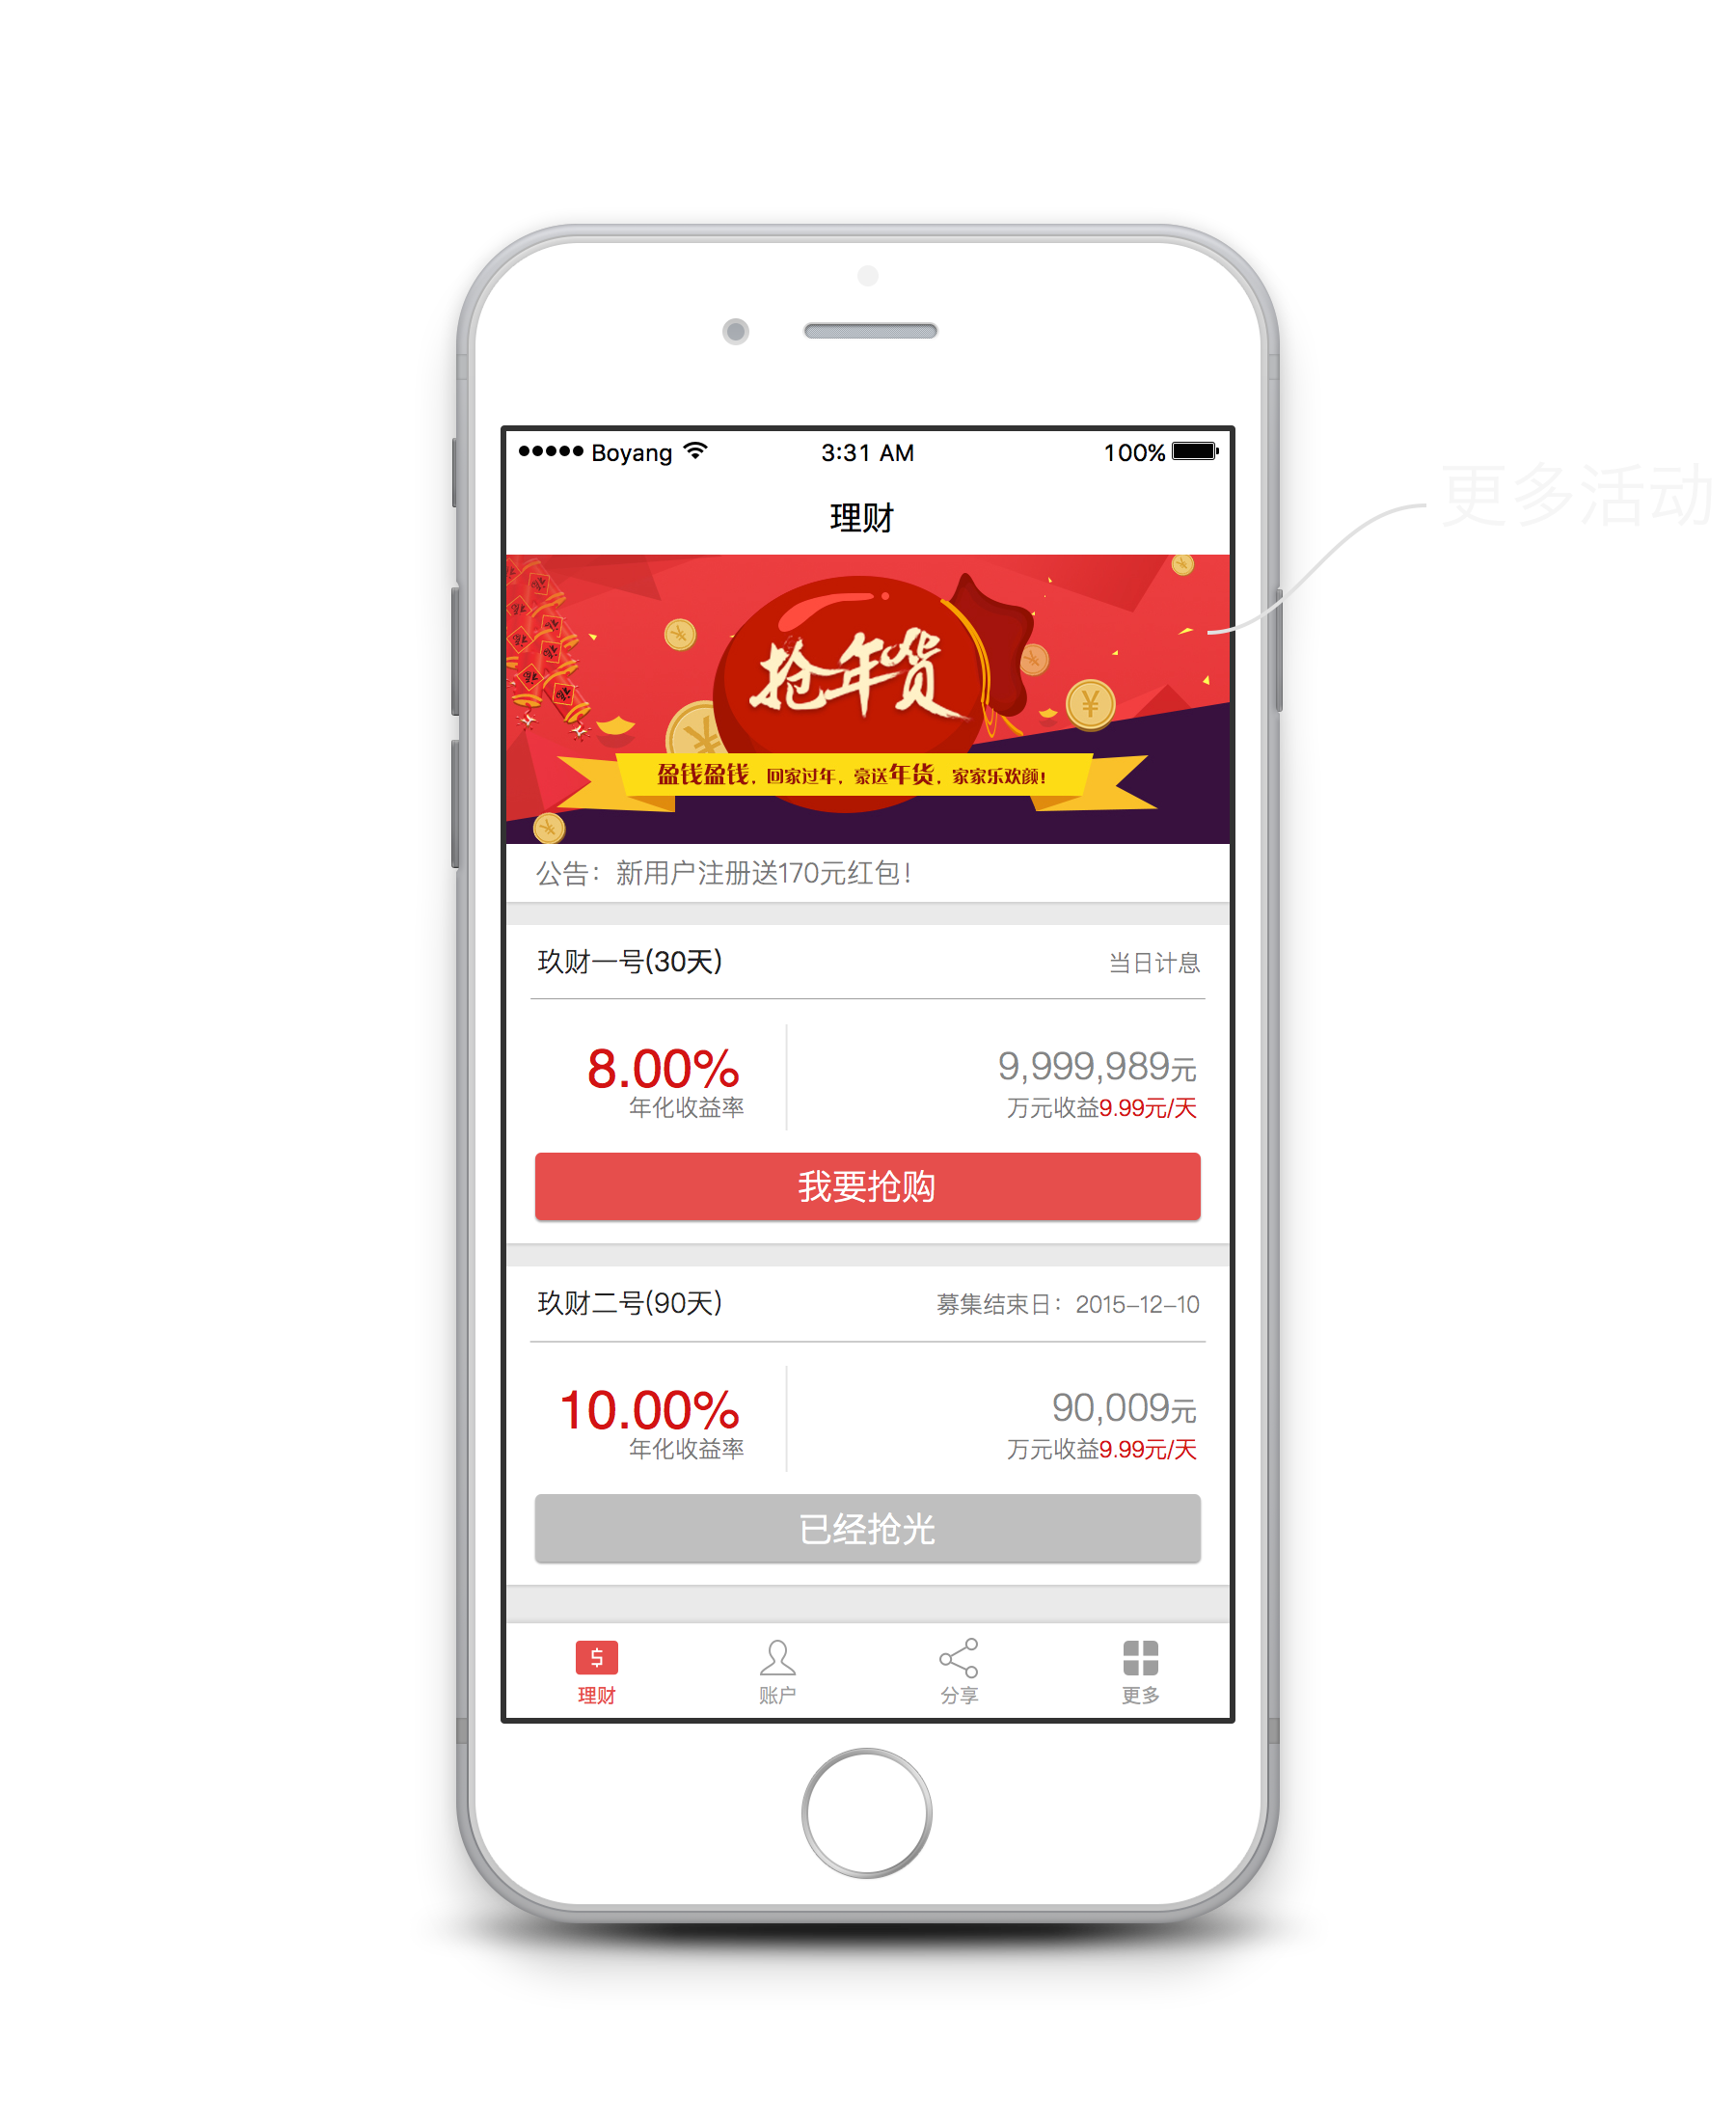 Boyang 3:31 AM 100%
理财
更多活动
抢年货
盈钱盈钱，回家过年，豪送年货，家家乐欢颜！
公告：新用户注册送170元红包！
玖财一号(30天) 当日计息
8.00% 9,999,989元
年化收益率 万元收益9.99元/天
我要抢购
玖财二号(90天) 募集结束日：2015-12-10
10.00% 90,009元
年化收益率 万元收益9.99元/天
已经抢光
理财 账户 分享 更多